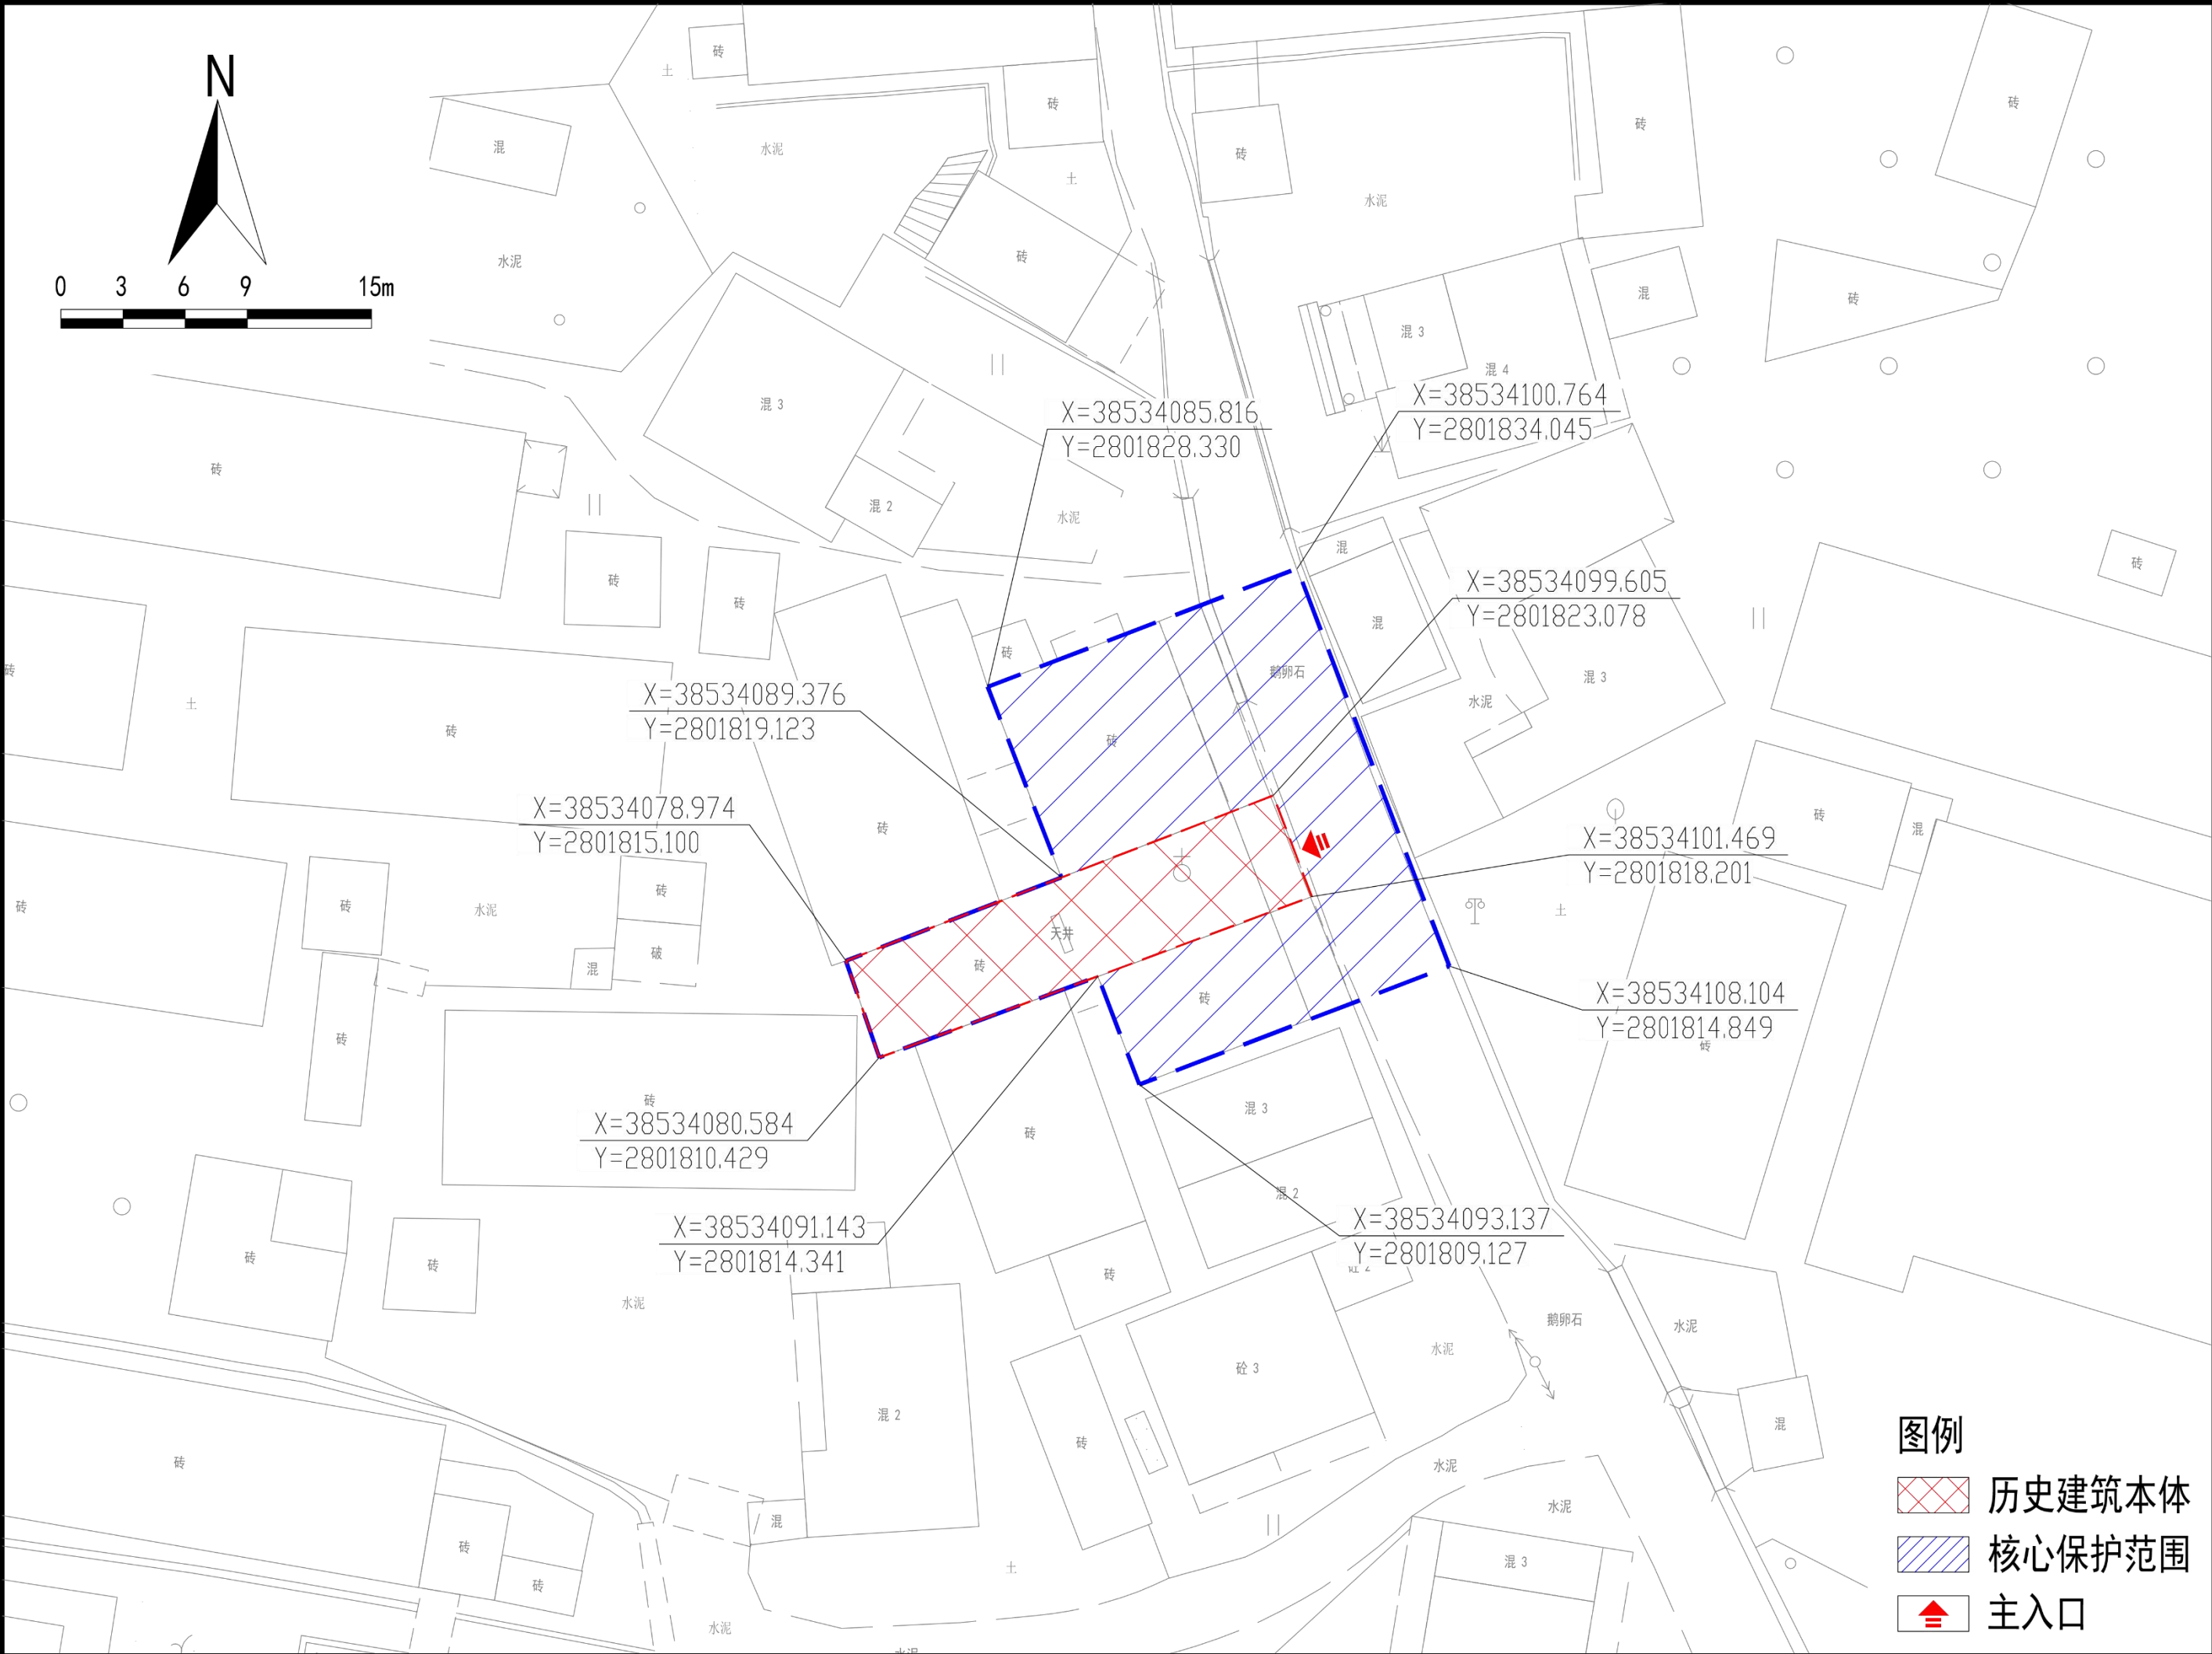 N
0 3 6 9 15m
砖
土
砖
砖
混
水泥
砖
砖
土
水泥
水泥
砖
混
砖
混 3
混 4
混 3
X=38534085.816
Y=2801828.330
X=38534100.764
Y=2801834.045
砖
混 2
水泥
混
砖
砖
砖
X=38534099.605
Y=2801823.078
混
砖
鹅卵石
砖
混 3
水泥
X=38534089.376
Y=2801819.123
土
砖
砖
X=38534078.974
Y=2801815.100
砖
砖
混
X=38534101.469
Y=2801818.201
砖
砖
砖
水泥
土
天井
破
混
砖
砖
X=38534108.104
Y=2801814.849
砖
砖
砖
混 3
X=38534080.584
Y=2801810.429
砖
混 2
X=38534091.143
Y=2801814.341
X=38534093.137
Y=2801809.127
砖
砖
砖
水泥
鹅卵石
水泥
水泥
砼 3
混 2
混
砖
砖
水泥
图例
历史建筑本体
水泥
混
砖
混 3
核心保护范围
土
砖
主入口
水泥
水泥